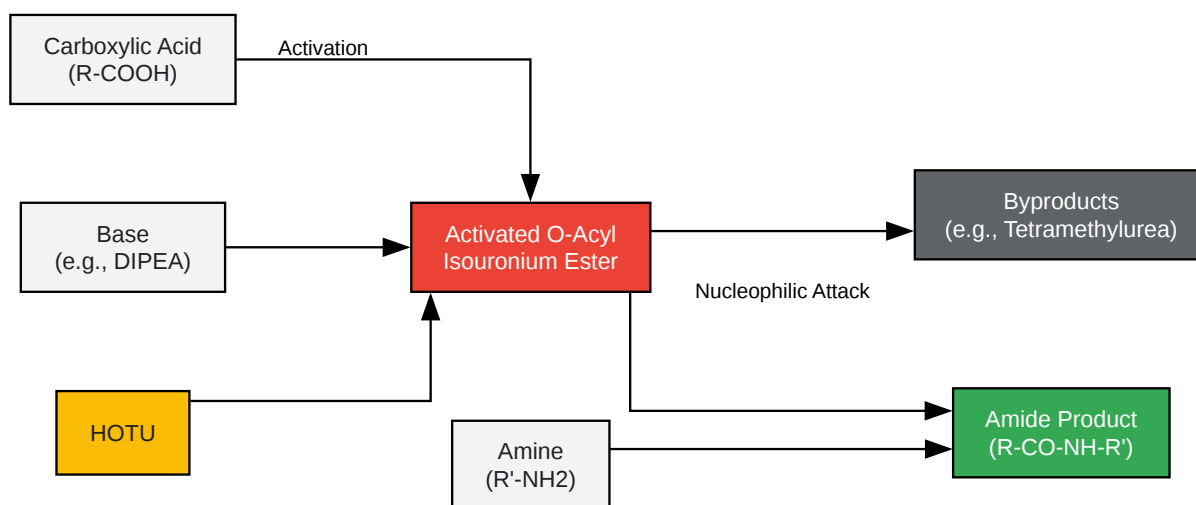 Carboxylic Acid
(R-COOH)
Activation
Base
(e.g., DIPEA)
Activated O-Acyl
Isouronium Ester
Byproducts
(e.g., Tetramethylurea)
Nucleophilic Attack
HOTU
Amine
(R'-NH2)
Amide Product
(R-CO-NH-R')